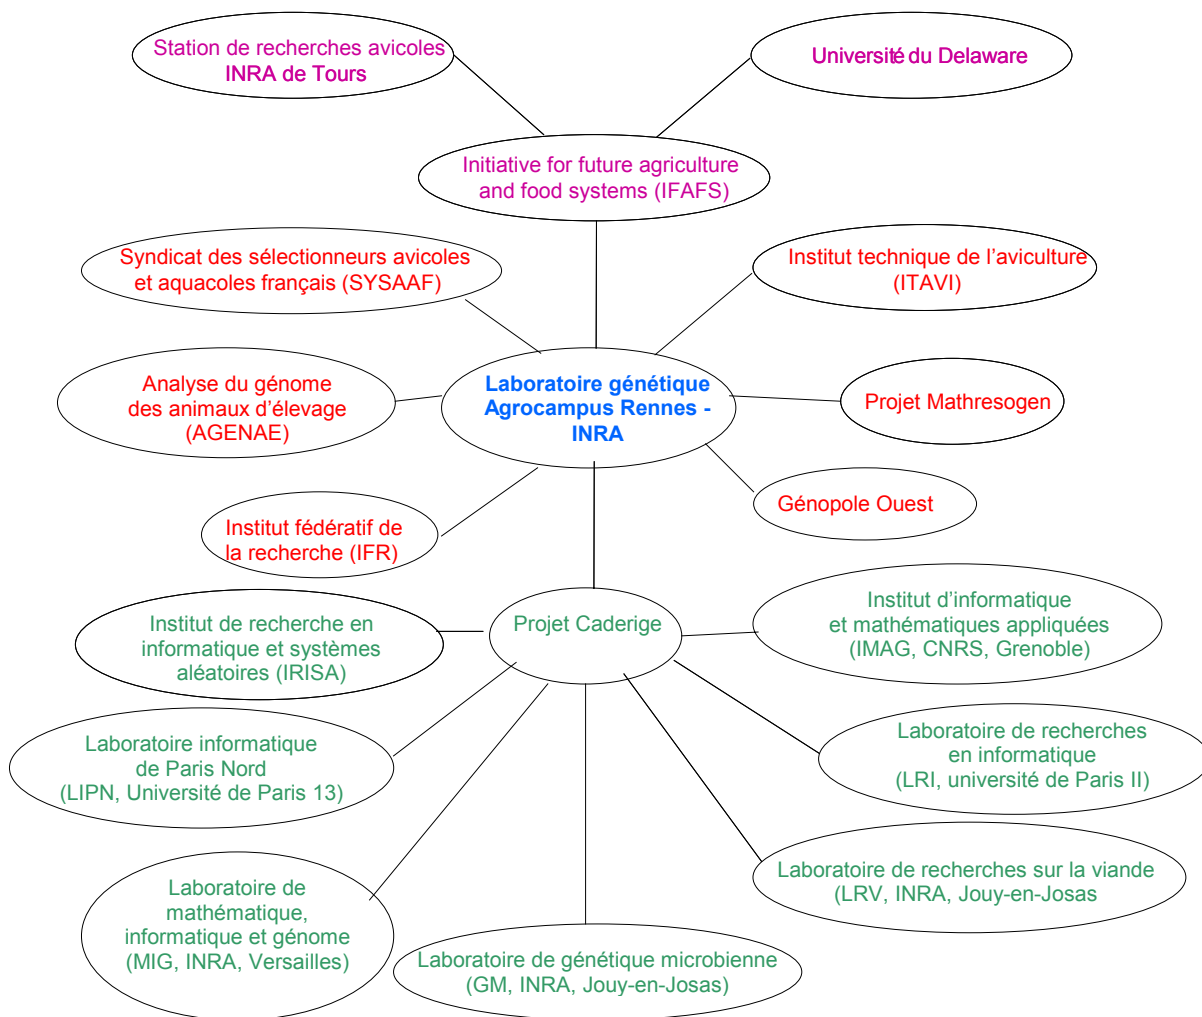 Station de recherches avicoles
INRA de Tours
Université du Delaware
Initiative for future agriculture
and food systems (IFAFS)
Syndicat des sélectionneurs avicoles
et aquacoles français (SYSAAF)
Institut technique de l’aviculture
(ITAVI)
Analyse du génome
des animaux d’élevage
(AGENAE)
Laboratoire génétique
Agrocampus Rennes -
INRA
Projet Mathresogen
Génopole Ouest
Institut fédératif de
la recherche (IFR)
Institut de recherche en
informatique et systèmes
aléatoires (IRISA)
Projet Caderige
Institut d’informatique
et mathématiques appliquées
(IMAG, CNRS, Grenoble)
Laboratoire informatique
de Paris Nord
(LIPN, Université de Paris 13)
Laboratoire de recherches
en informatique
(LRI, université de Paris II)
Laboratoire de recherches sur la viande
(LRV, INRA, Jouy-en-Josas
Laboratoire de
mathématique,
informatique et génome
(MIG, INRA, Versailles)
Laboratoire de génétique microbienne
(GM, INRA, Jouy-en-Josas)